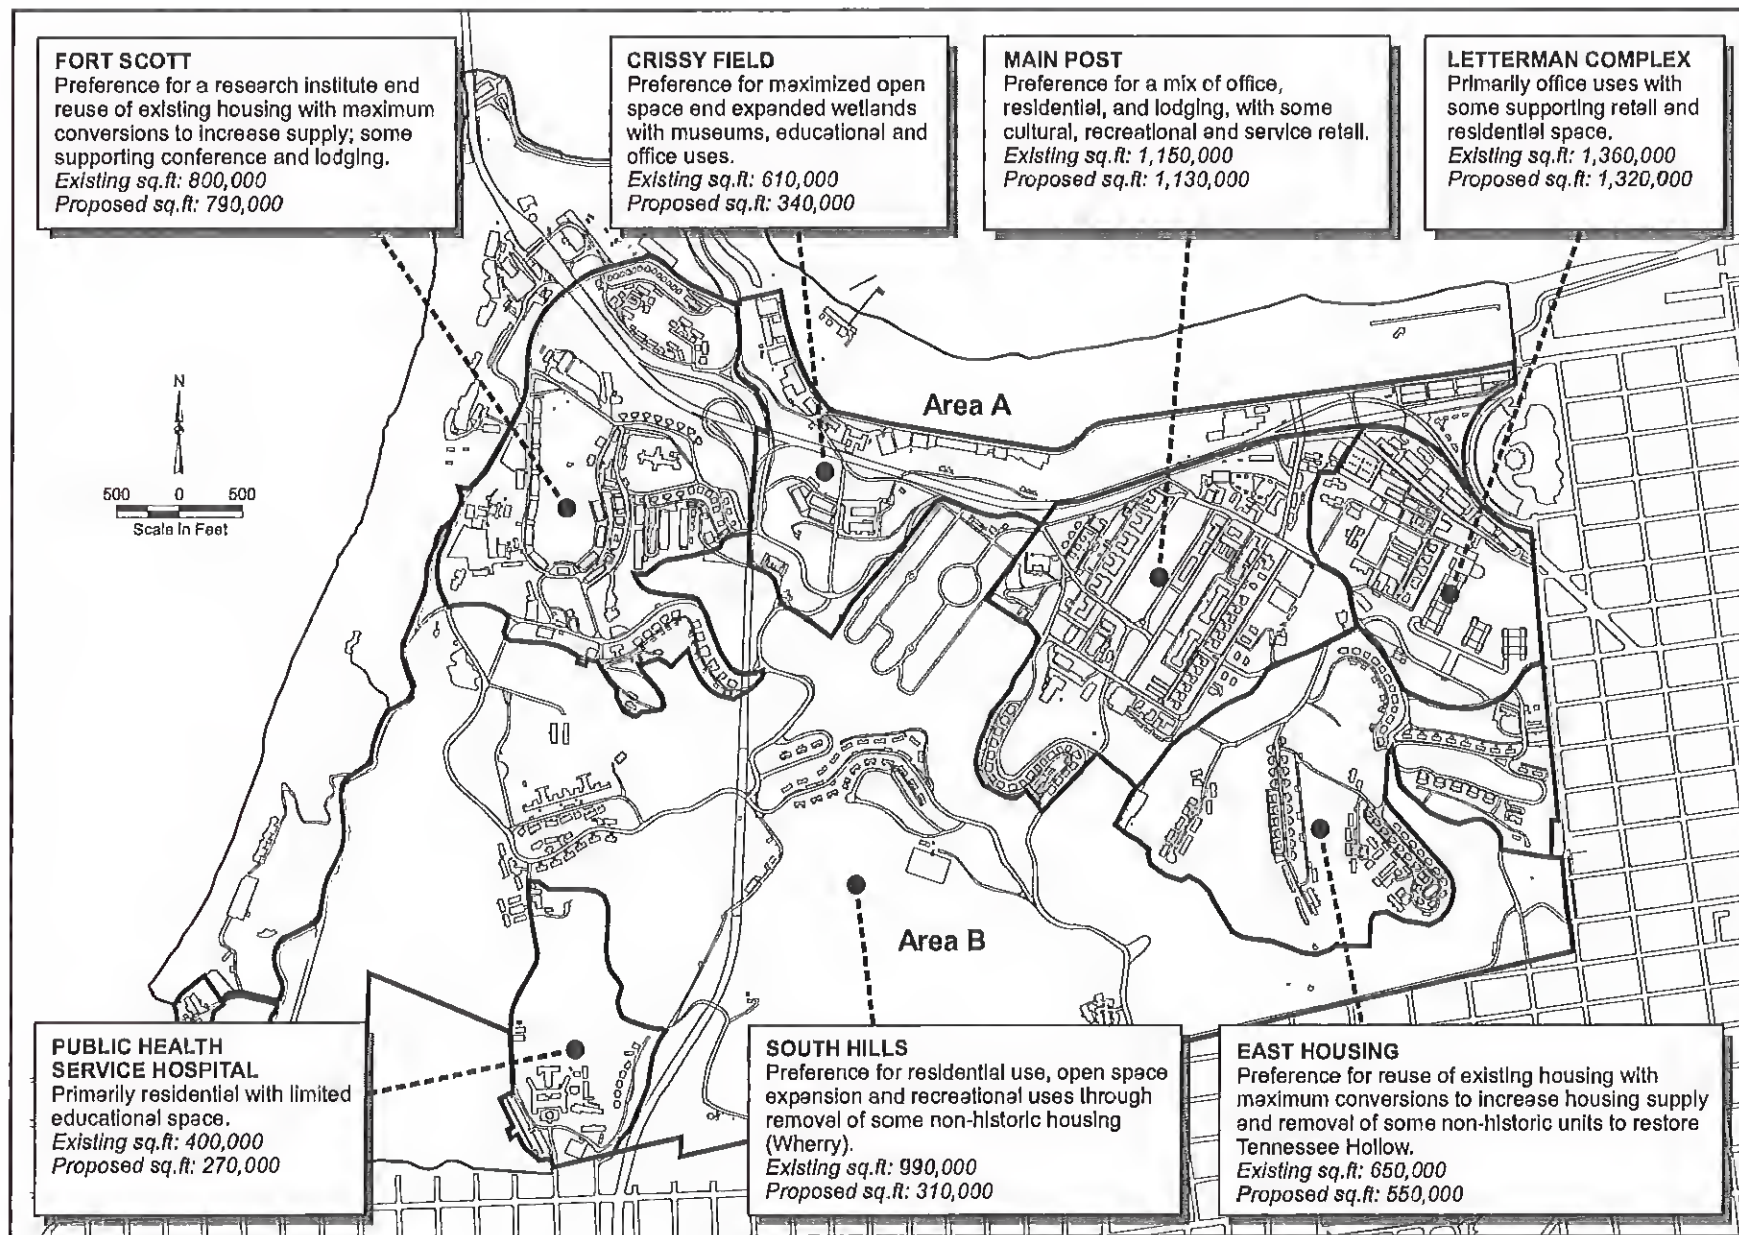 FORT SCOTT
Preference for a research institute end
reuse of existing housing with maximum
conversions to increase supply; some
supporting conference and lodging.
Existing sq.ft: 800,000
Proposed sq.ft: 790,000
CRISSY FIELD
Preference for maximized open
space end expanded wetlands
with museums, educational and
office uses.
Existing sq.ft: 610,000
Proposed sq.ft: 340,000
MAIN POST
Preference for a mix of office,
residential, and lodging, with some
cultural, recreational and service retail.
Existing sq.ft: 1,150,000
Proposed sq.ft: 1,130,000
LETTERMAN COMPLEX
Primarily office uses with
some supporting retail and
residential space.
Existing sq.ft: 1,360,000
Proposed sq.ft: 1,320,000
N
500 0 500
Scale in Feet
Area A
Area B
PUBLIC HEALTH
SERVICE HOSPITAL
Primarily residential with limited
educational space.
Existing sq.ft: 400,000
Proposed sq.ft: 270,000
SOUTH HILLS
Preference for residential use, open space
expansion and recreational uses through
removal of some non-historic housing
(Wherry).
Existing sq.ft: 990,000
Proposed sq.ft: 310,000
EAST HOUSING
Preference for reuse of existing housing with
maximum conversions to increase housing supply
and removal of some non-historic units to restore
Tennessee Hollow.
Existing sq.ft: 650,000
Proposed sq.ft: 550,000